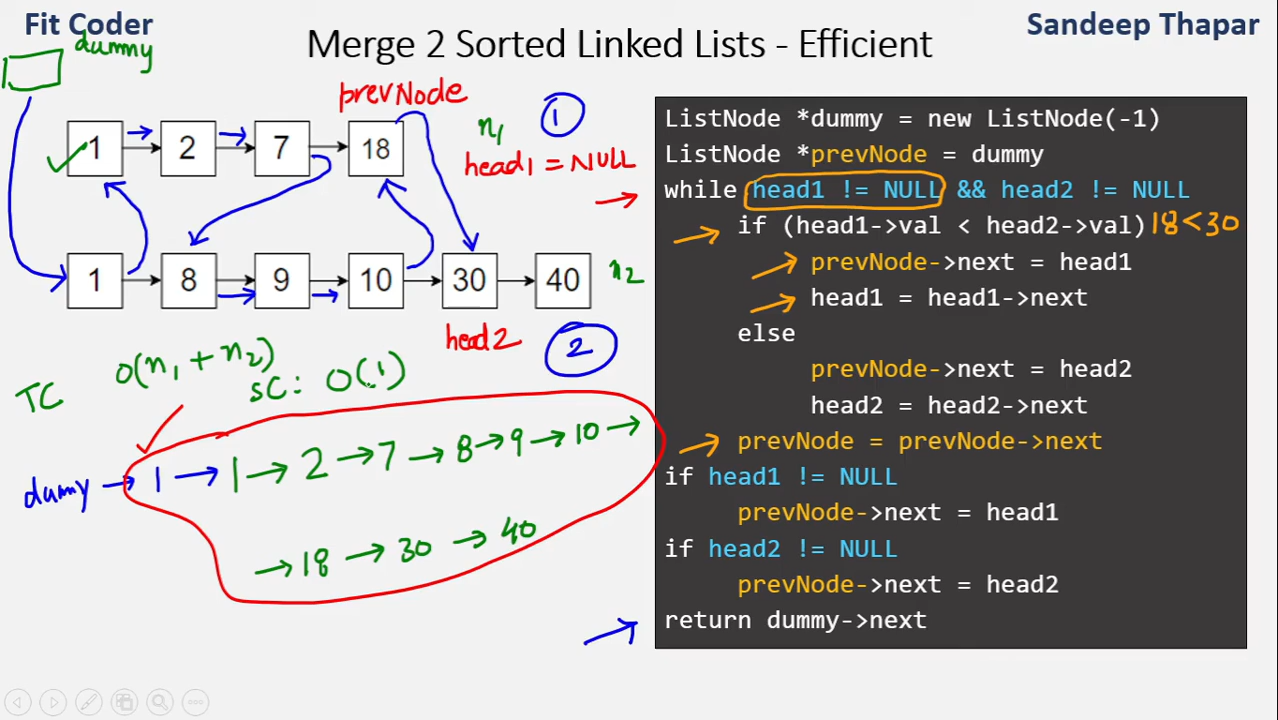 Fit Coder
Sandeep Thapar
Merge 2 Sorted Linked Lists - Efficient
dummy
prevNode
1 2 7 18
n1
1
head1 = NULL
1 8 9 10 30 40
n2
head2
2
TC O(n1 + n2)
SC: O(1)
dummy → 1 → 1 → 2 → 7 → 8 → 9 → 10 →
→ 18 → 30 → 40
ListNode *dummy = new ListNode(-1)
ListNode *prevNode = dummy
while head1 != NULL && head2 != NULL
if (head1->val < head2->val) 18<30
prevNode->next = head1
head1 = head1->next
else
prevNode->next = head2
head2 = head2->next
prevNode = prevNode->next
if head1 != NULL
prevNode->next = head1
if head2 != NULL
prevNode->next = head2
return dummy->next